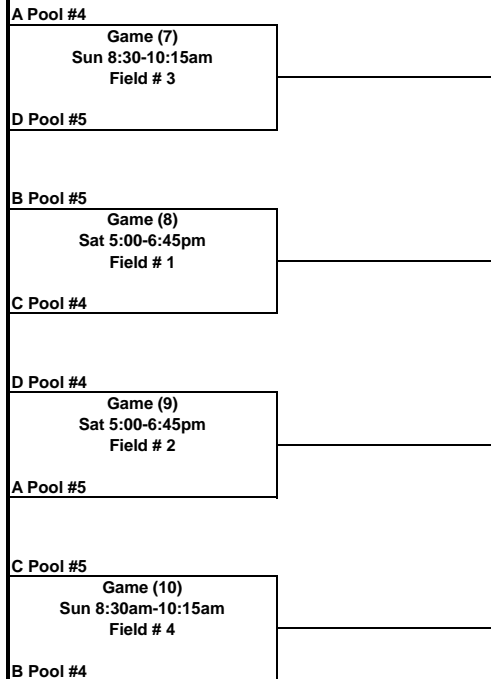 A Pool #4
Game (7)
Sun 8:30-10:15am
Field # 3
D Pool #5
B Pool #5
Game (8)
Sat 5:00-6:45pm
Field # 1
C Pool #4
D Pool #4
Game (9)
Sat 5:00-6:45pm
Field # 2
A Pool #5
C Pool #5
Game (10)
Sun 8:30am-10:15am
Field # 4
B Pool #4